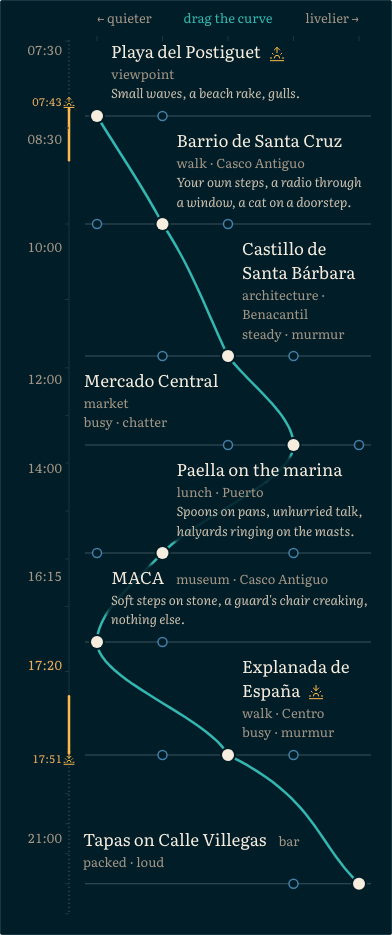 ← quieter drag the curve livelier →
07:30
Playa del Postiguet
viewpoint
Small waves, a beach rake, gulls.
07:43
08:30
Barrio de Santa Cruz
walk · Casco Antiguo
Your own steps, a radio through
a window, a cat on a doorstep.
10:00
Castillo de
Santa Bárbara
architecture ·
Benacantil
steady · murmur
12:00
Mercado Central
market
busy · chatter
14:00
Paella on the marina
lunch · Puerto
Spoons on pans, unhurried talk,
halyards ringing on the masts.
16:15
MACA museum · Casco Antiguo
Soft steps on stone, a guard's chair creaking,
nothing else.
17:20
Explanada de
España
walk · Centro
busy · murmur
17:51
21:00
Tapas on Calle Villegas bar
packed · loud